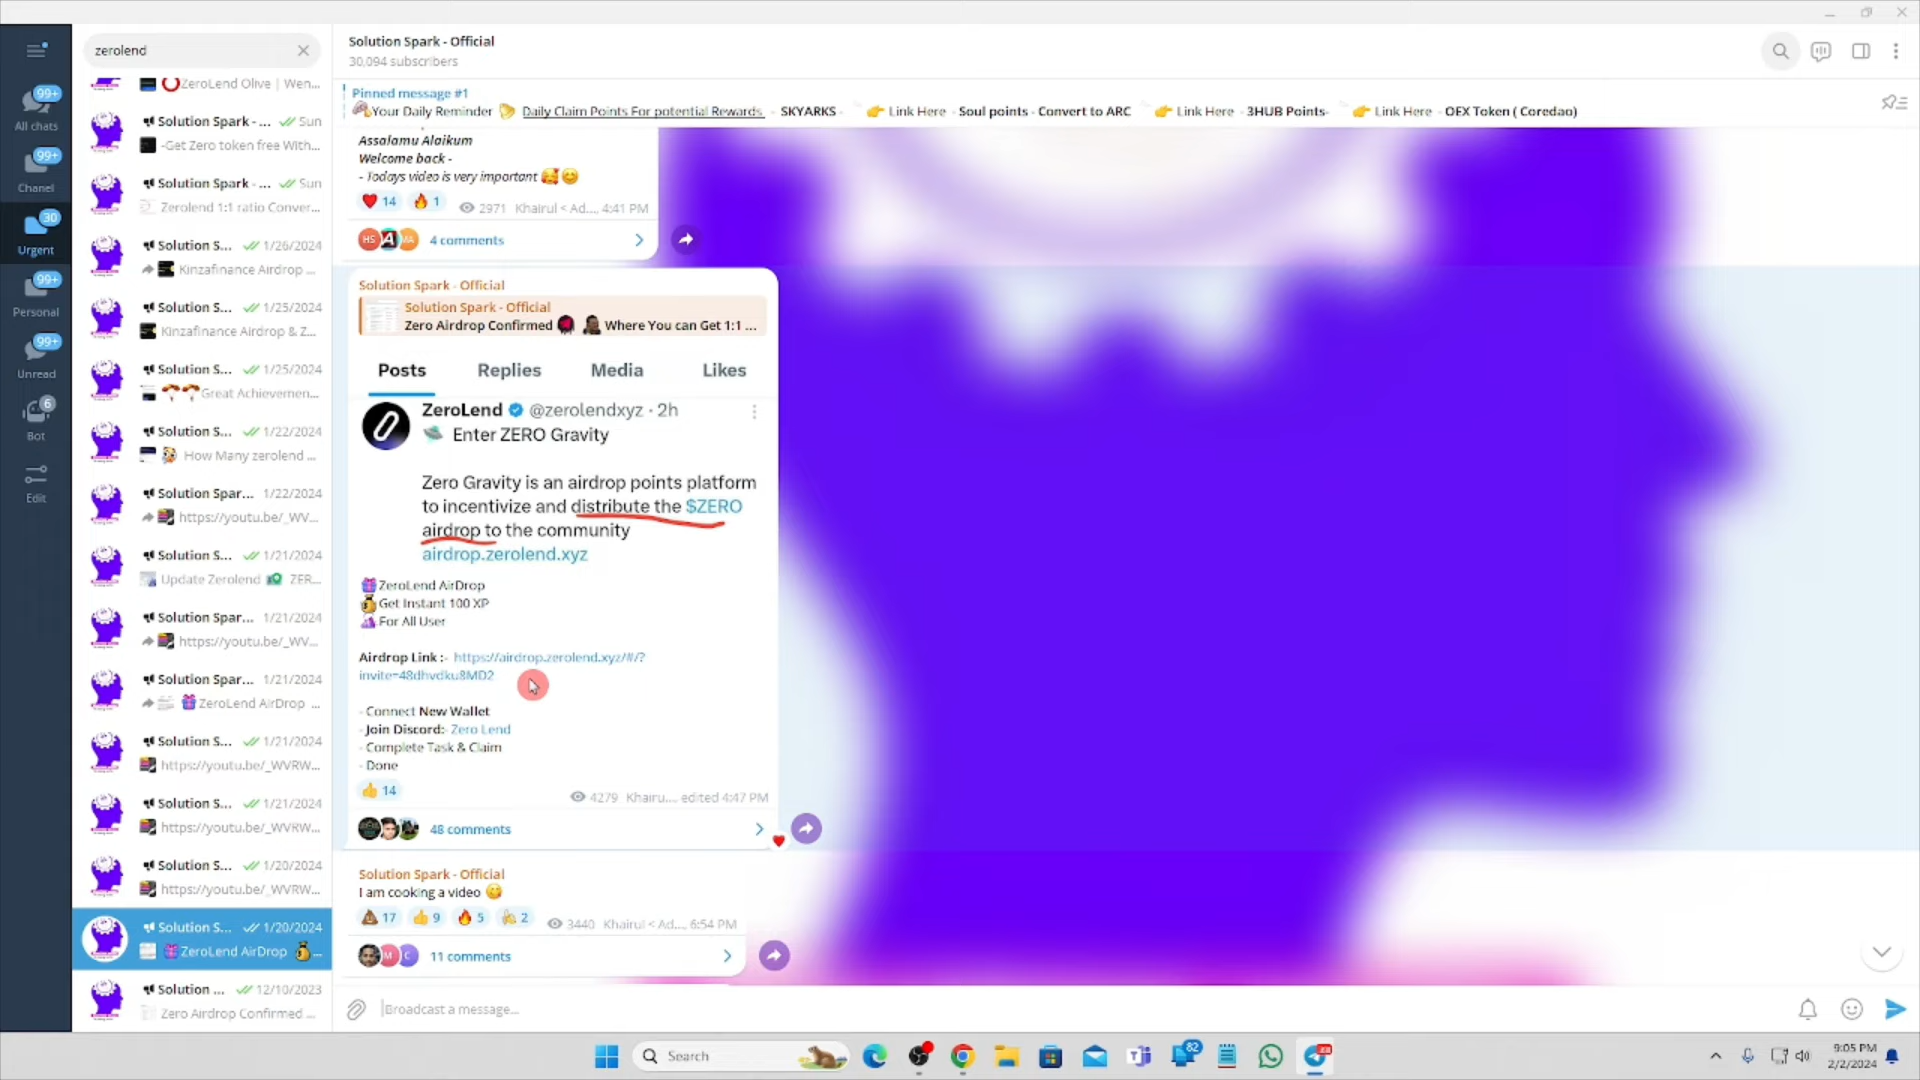 zerolend
Solution Spark - Official
30,094 subscribers
Pinned message #1
Your Daily Reminder Daily Claim Points For potential Rewards - SKYARKS - Link Here - Soul points - Convert to ARC Link Here - 3HUB Points- Link Here - OEX Token ( Coredao)
99+
All chats
99+
Chanel
30
Urgent
99+
Personal
99+
Unread
6
Bot
Edit
ZeroLend Olive | Wen...
Solution Spark - ... Sun
-Get Zero token free With...
Solution Spark - ... Sun
Zerolend 1:1 ratio Conver...
Solution S... 1/26/2024
Kinzafinance Airdrop ...
Solution S... 1/25/2024
Kinzafinance Airdrop & Z...
Solution S... 1/25/2024
Great Achievemen...
Solution S... 1/22/2024
How Many zerolend ...
Solution Spar... 1/22/2024
https://youtu.be/_WV...
Solution S... 1/21/2024
Update Zerolend ZER...
Solution Spar... 1/21/2024
https://youtu.be/_WV...
Solution Spar... 1/21/2024
ZeroLend AirDrop ...
Solution S... 1/21/2024
https://youtu.be/_WVRW...
Solution S... 1/21/2024
https://youtu.be/_WVRW...
Solution S... 1/20/2024
https://youtu.be/_WVRW...
Solution S... 1/20/2024
ZeroLend AirDrop ...
Solution ... 12/10/2023
Zero Airdrop Confirmed ...
Assalamu Alaikum
Welcome back -
- Todays video is very important
14 1 2971 Khairul < Ad..., 4:41 PM
HS A MA 4 comments
Solution Spark - Official
Solution Spark - Official
Zero Airdrop Confirmed Where You can Get 1:1 ...
Posts Replies Media Likes
ZeroLend @zerolendxyz · 2h
Enter ZERO Gravity
Zero Gravity is an airdrop points platform
to incentivize and distribute the $ZERO
airdrop to the community
airdrop.zerolend.xyz
ZeroLend AirDrop
Get Instant 100 XP
For All User
Airdrop Link :- https://airdrop.zerolend.xyz/#/?
invite=48dhvdku8MD2
- Connect New Wallet
- Join Discord:- Zero Lend
- Complete Task & Claim
- Done
14 4279 Khairu..., edited 4:47 PM
48 comments
Solution Spark - Official
I am cooking a video
17 9 5 2 3440 Khairul < Ad..., 6:54 PM
M C 11 comments
Broadcast a message...
Search
82
9:05 PM
2/2/2024